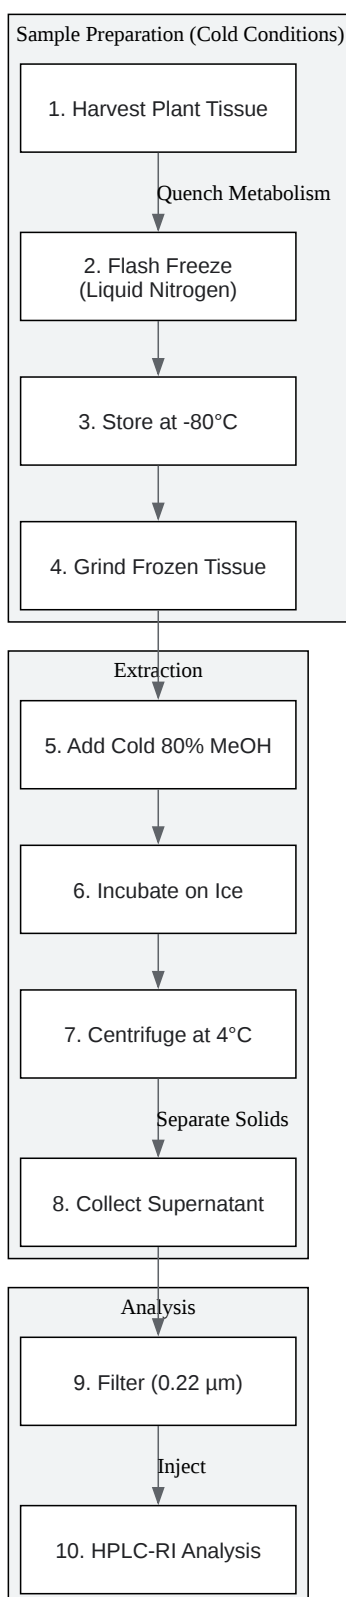 Sample Preparation (Cold Conditions)
1. Harvest Plant Tissue
Quench Metabolism
2. Flash Freeze
(Liquid Nitrogen)
3. Store at -80°C
4. Grind Frozen Tissue
Extraction
5. Add Cold 80% MeOH
6. Incubate on Ice
7. Centrifuge at 4°C
Separate Solids
8. Collect Supernatant
Analysis
9. Filter (0.22 µm)
Inject
10. HPLC-RI Analysis